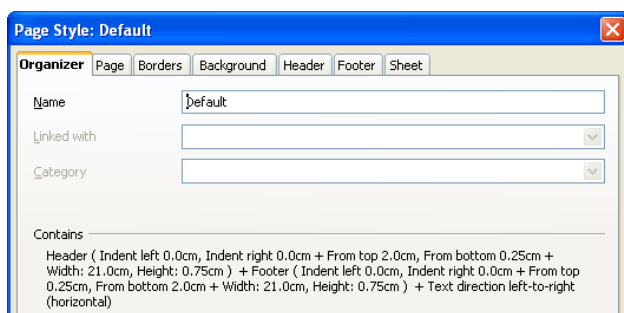 Page Style: Default
Organizer Page Borders Background Header Footer Sheet
Name Default
Linked with
Category
Contains
Header ( Indent left 0.0cm, Indent right 0.0cm + From top 2.0cm, From bottom 0.25cm +
Width: 21.0cm, Height: 0.75cm ) + Footer ( Indent left 0.0cm, Indent right 0.0cm + From top
0.25cm, From bottom 2.0cm + Width: 21.0cm, Height: 0.75cm ) + Text direction left-to-right
(horizontal)